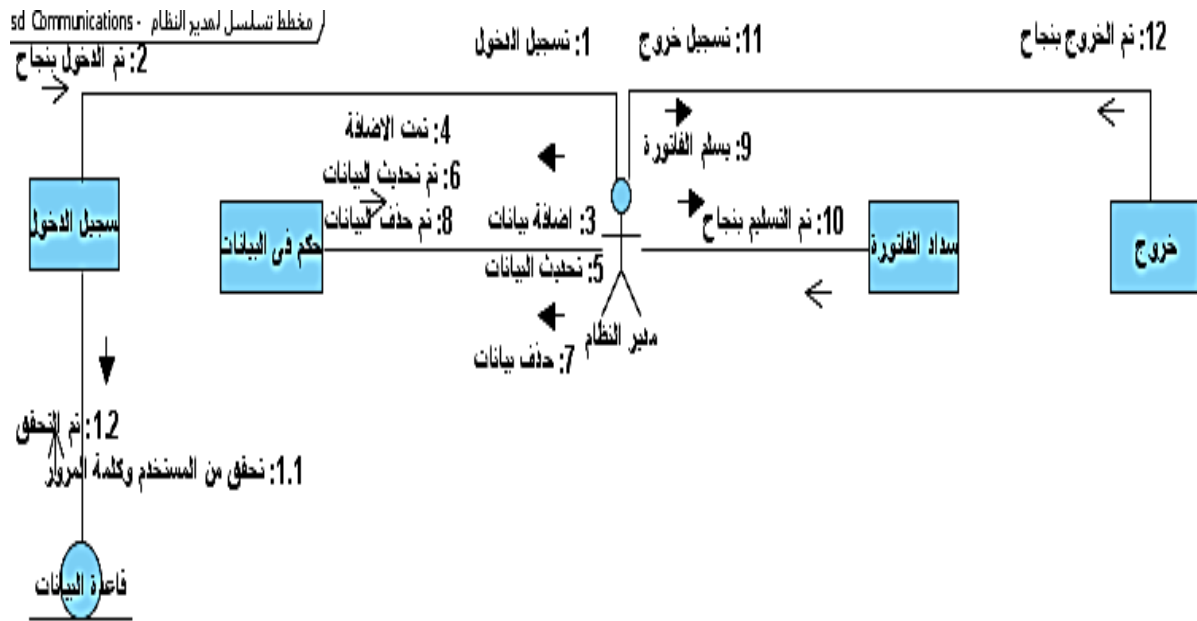 sd Communications - مخطط تسلسل لمدير النظام
1: تسجيل الدخول
11: تسجيل خروج
12: تم الخروج بنجاح
2: تم الدخول بنجاح
4: تمت الاضافة
9: يسلم الفاتورة
6: تم تحديث البيانات
8: تم حذف البيانات
3: اضافة بيانات
10: تم التسليم بنجاح
سجيل الدخول
حكم فى البيانات
سداد الفاتورة
خروج
5: تحديث البيانات
مدير النظام
7: حذف بيانات
1.2: تم التحقق
1.1: تحقق من المستخدم وكلمة المرور
قاعدة البيانات